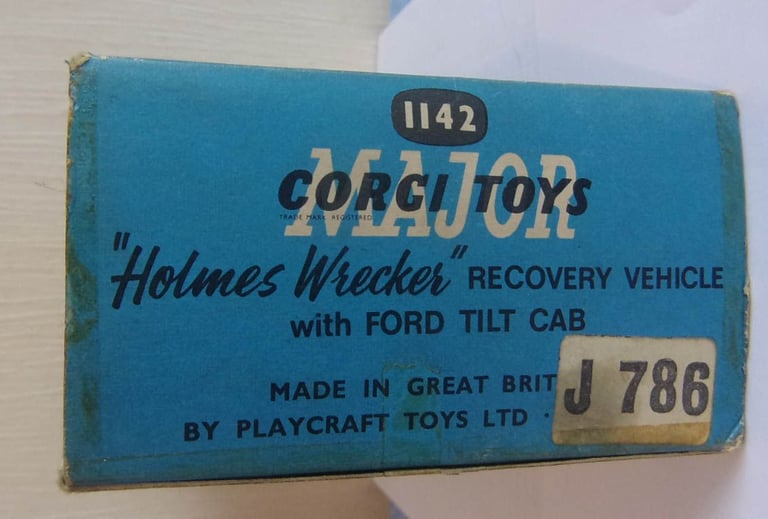 1142
MAJOR
CORGI TOYS
TRADE MARK REGISTERED
"Holmes Wrecker" RECOVERY VEHICLE
with FORD TILT CAB
MADE IN GREAT BRIT
BY PLAYCRAFT TOYS LTD ·
J 786